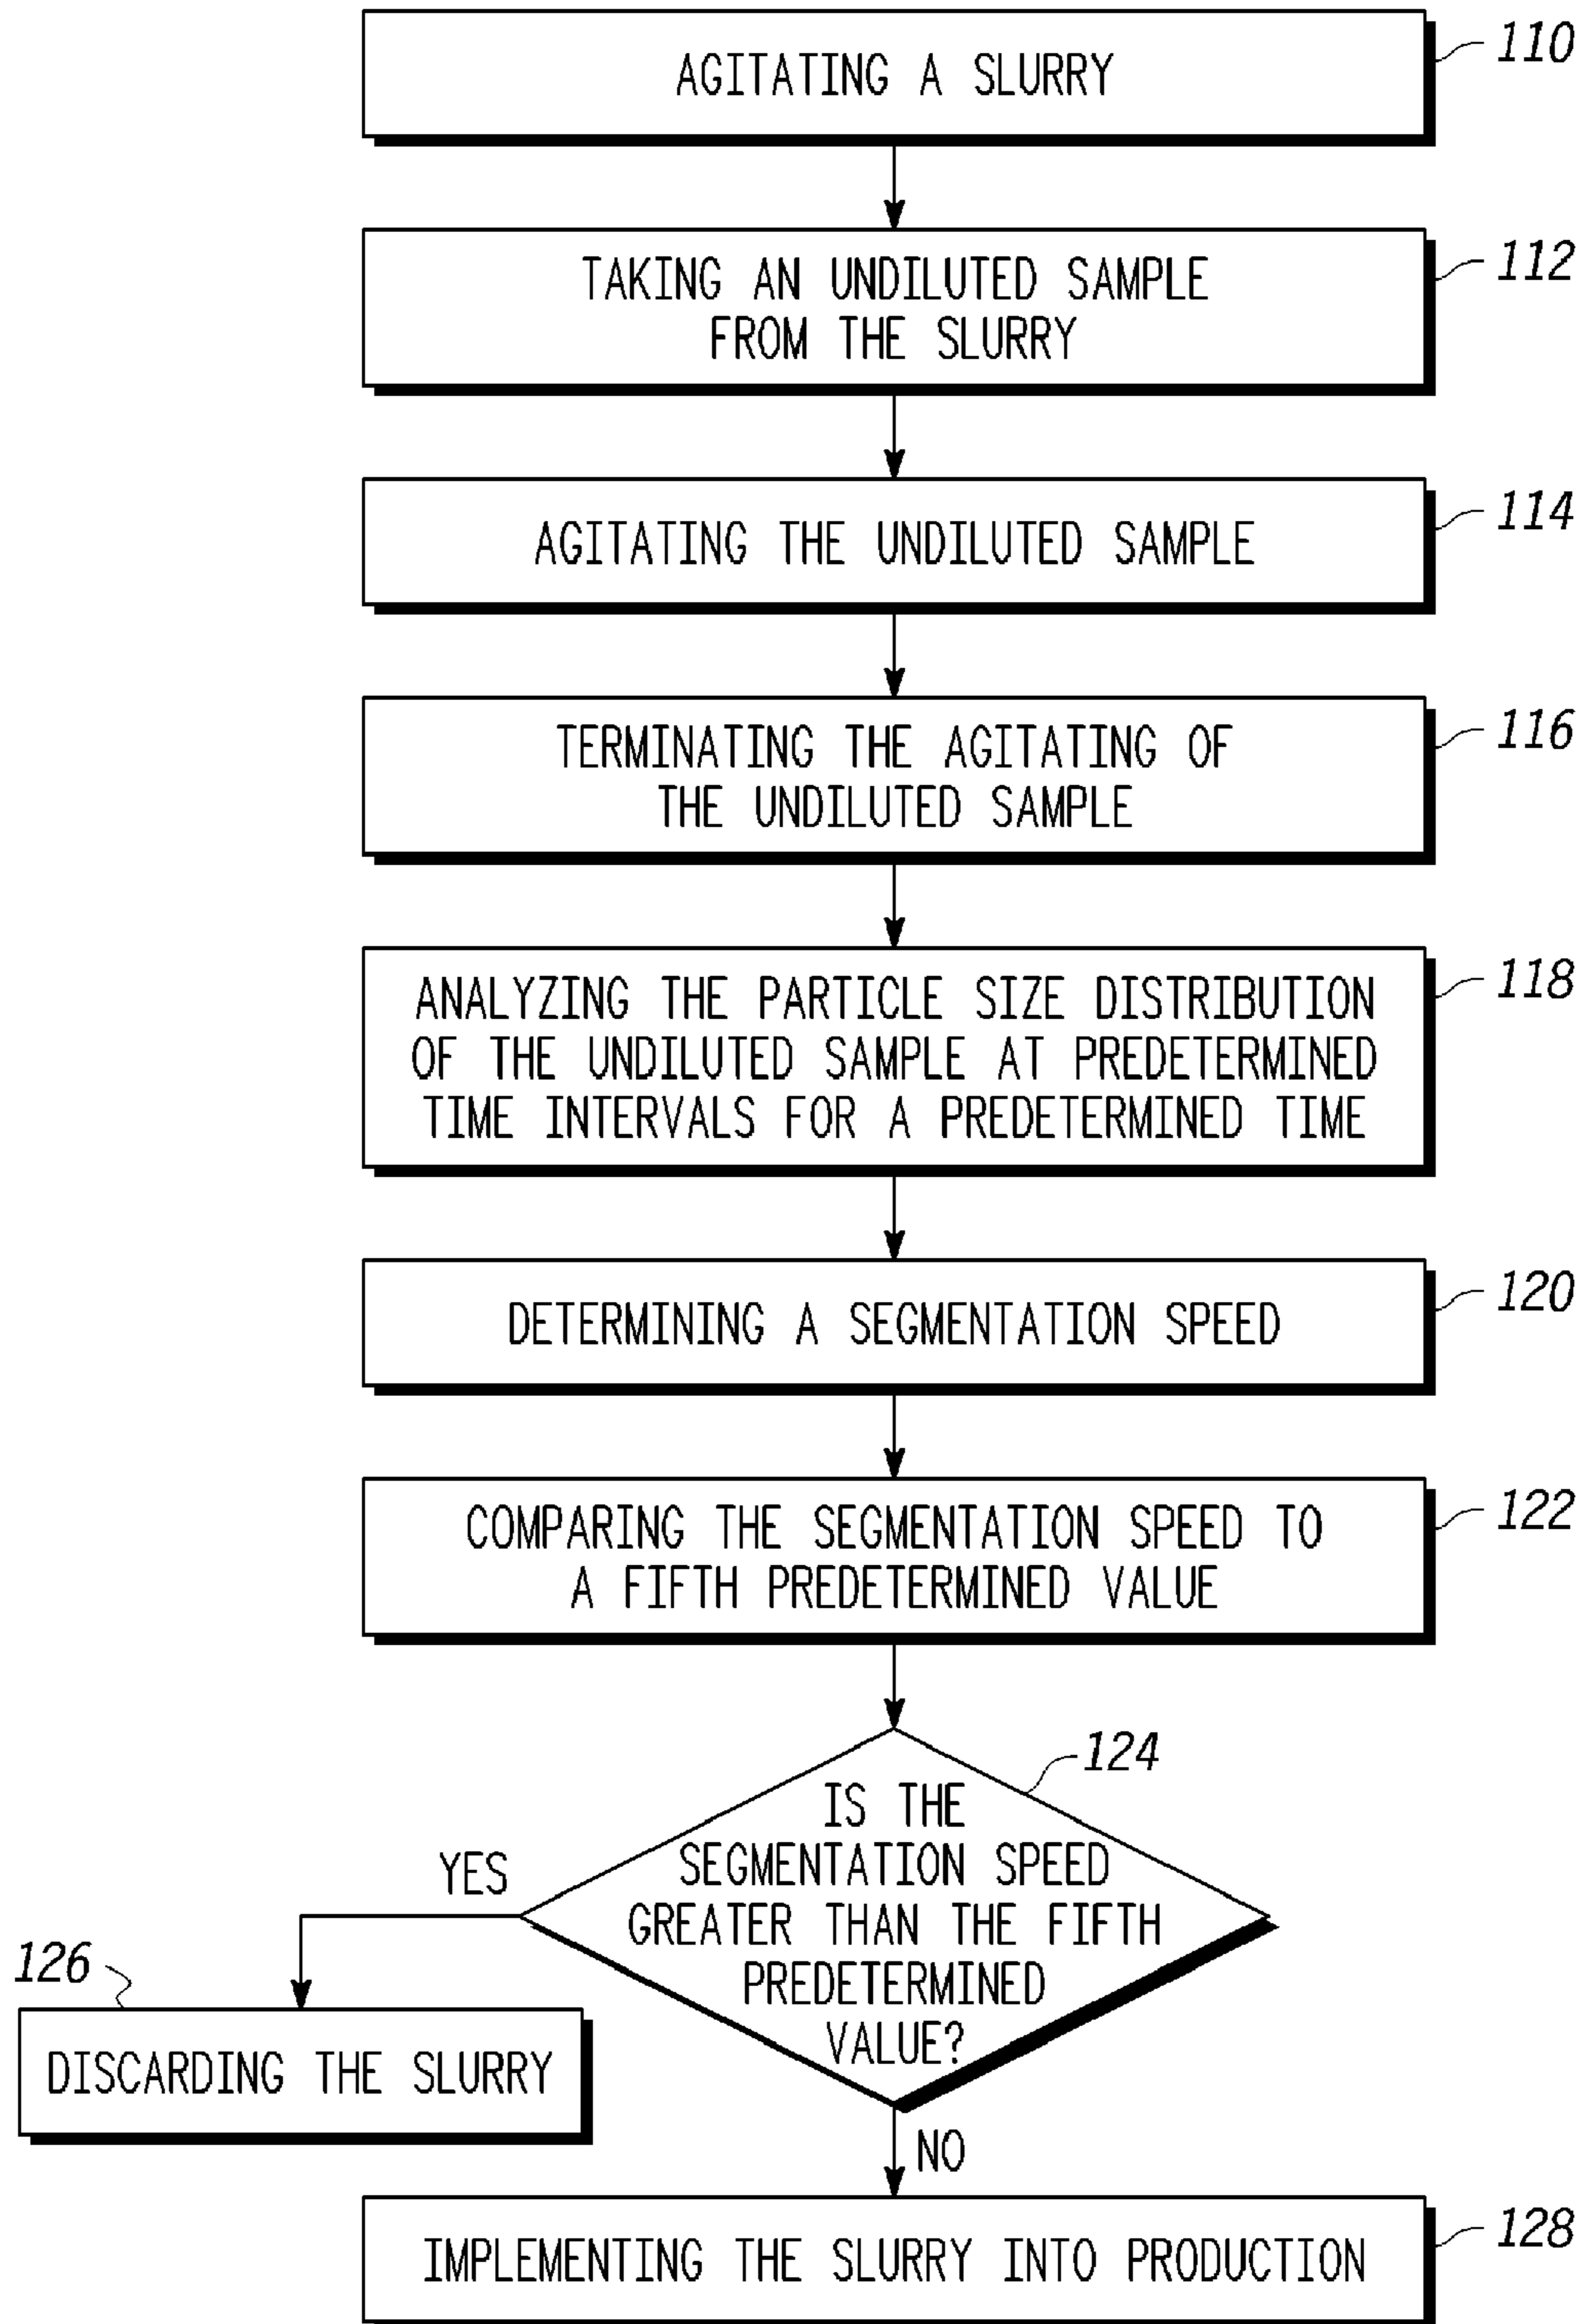 AGITATING A SLURRY
110
TAKING AN UNDILUTED SAMPLE
FROM THE SLURRY
112
AGITATING THE UNDILUTED SAMPLE
114
TERMINATING THE AGITATING OF
THE UNDILUTED SAMPLE
116
ANALYZING THE PARTICLE SIZE DISTRIBUTION
OF THE UNDILUTED SAMPLE AT PREDETERMINED
TIME INTERVALS FOR A PREDETERMINED TIME
118
DETERMINING A SEGMENTATION SPEED
120
COMPARING THE SEGMENTATION SPEED TO
A FIFTH PREDETERMINED VALUE
122
124
IS THE
SEGMENTATION SPEED
GREATER THAN THE FIFTH
PREDETERMINED
VALUE?
YES
126
DISCARDING THE SLURRY
NO
IMPLEMENTING THE SLURRY INTO PRODUCTION
128